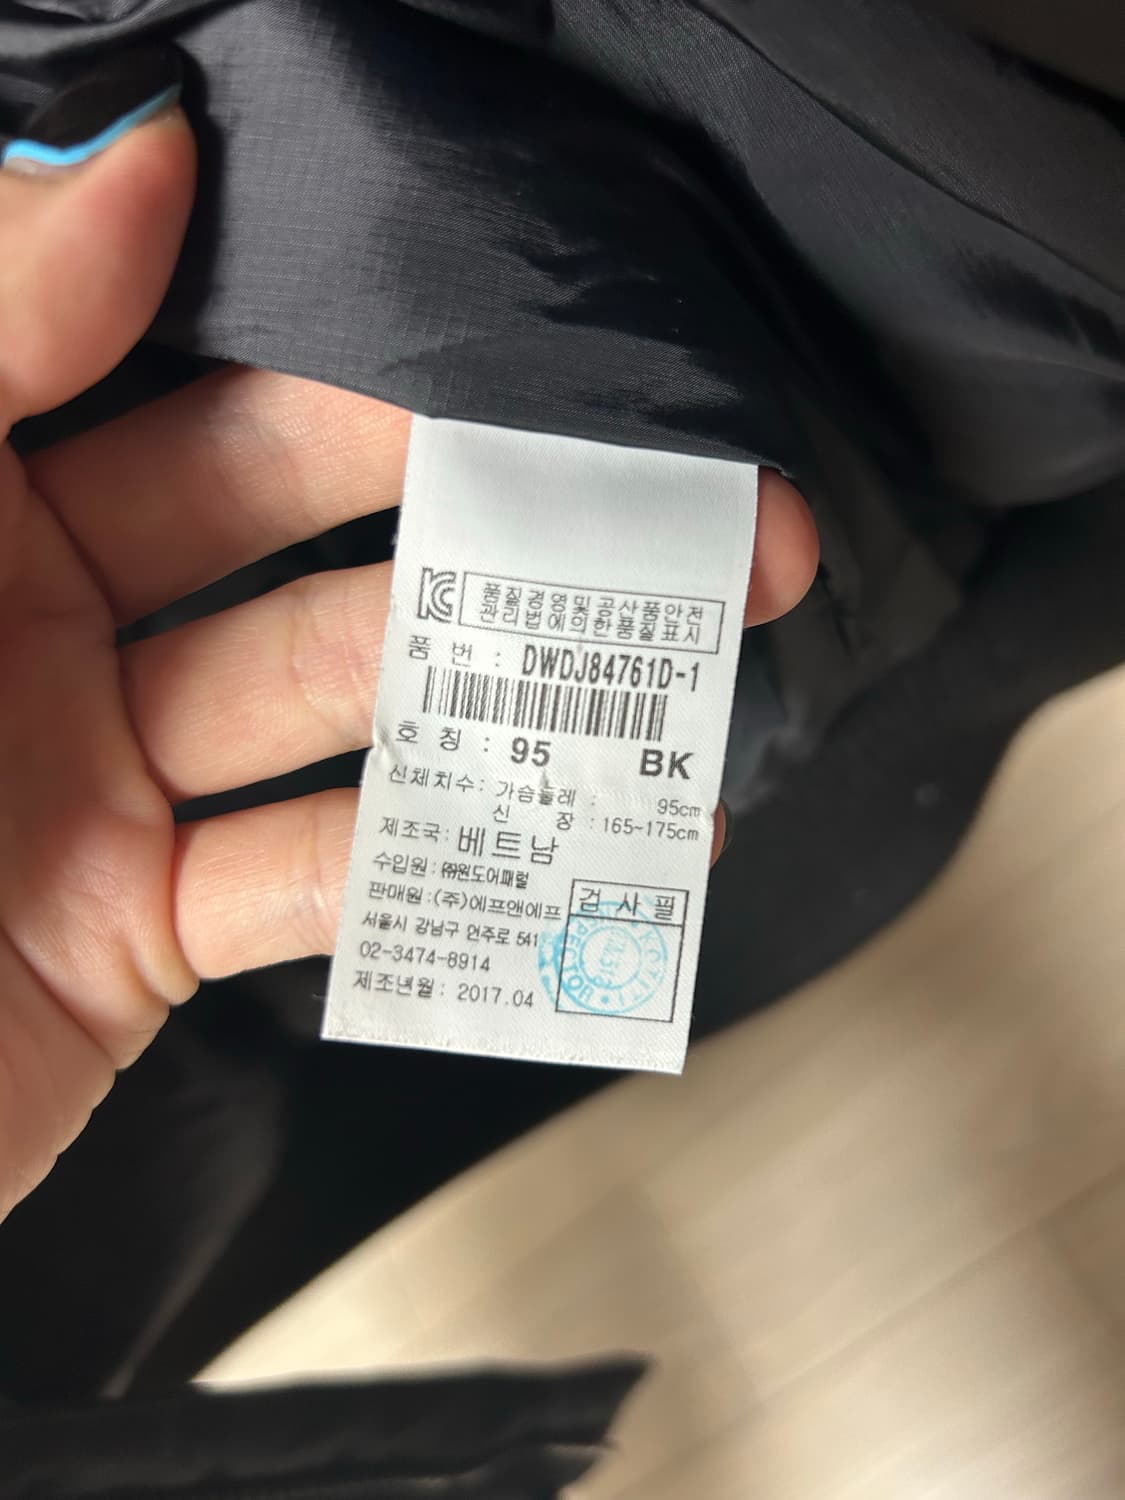 KC 품질경영및공산품안전
관리법에의한품질표시
품 번 : DWDJ84761D-1
호 칭 : 95 BK
신체치수: 가슴둘레 : 95cm
신 장 : 165~175cm
제조국: 베트남
수입원 : ㈜원도어패럴
판매원 :(주)에프앤에프
검 사 필
서울시 강남구 언주로 541
02-3474-8914
제조년월: 2017.04
KOTITI
INSPECTOR